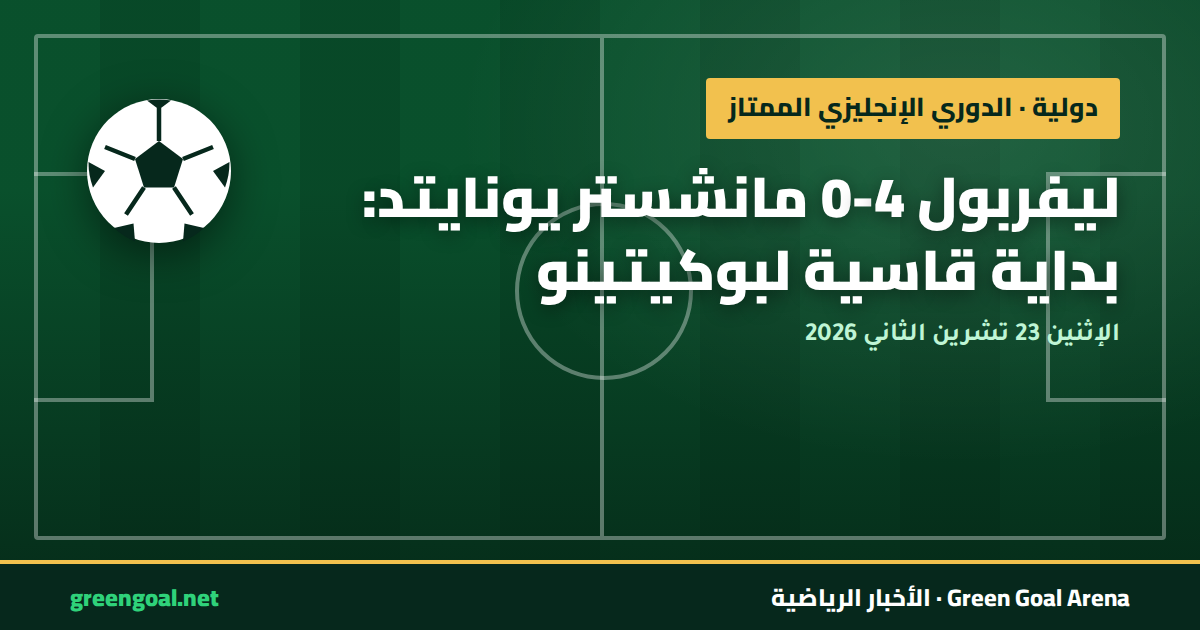 دولية · الدوري الإنجليزي الممتاز
ليفربول 4-0 مانشستر يونايتد:
بداية قاسية لبوكيتينو
الإثنين 23 تشرين الثاني 2026
Green Goal Arena · الأخبار الرياضية
greengoal.net